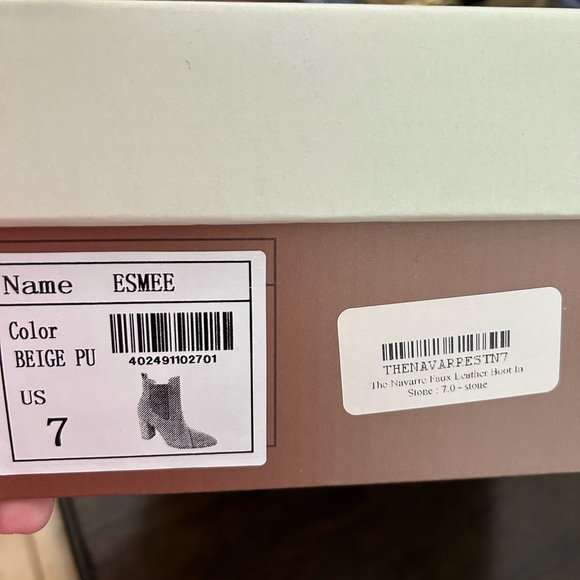 Name ESMEE
Color
BEIGE PU
402491102701
US
7
THENAVARRESTN7
The Navarre Faux Leather Boot In
Stone : 7.0 - stone